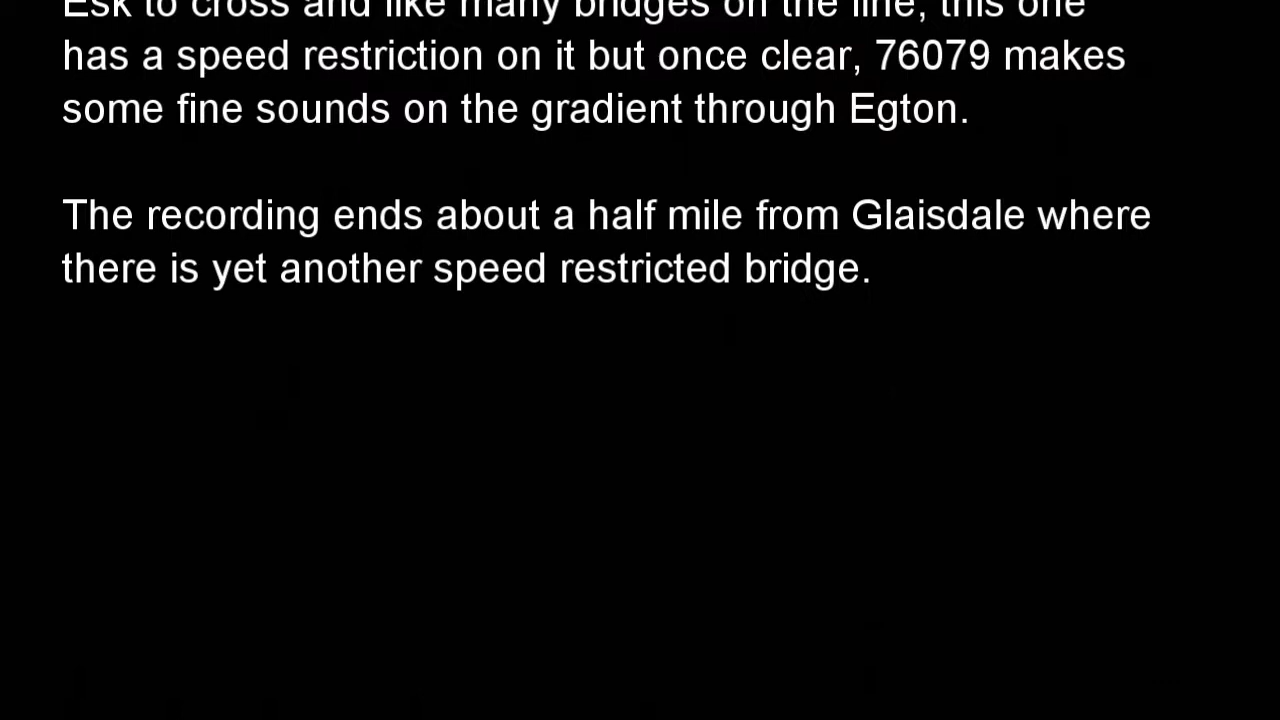 Esk to cross and like many bridges on the line, this one
has a speed restriction on it but once clear, 76079 makes
some fine sounds on the gradient through Egton.
The recording ends about a half mile from Glaisdale where
there is yet another speed restricted bridge.